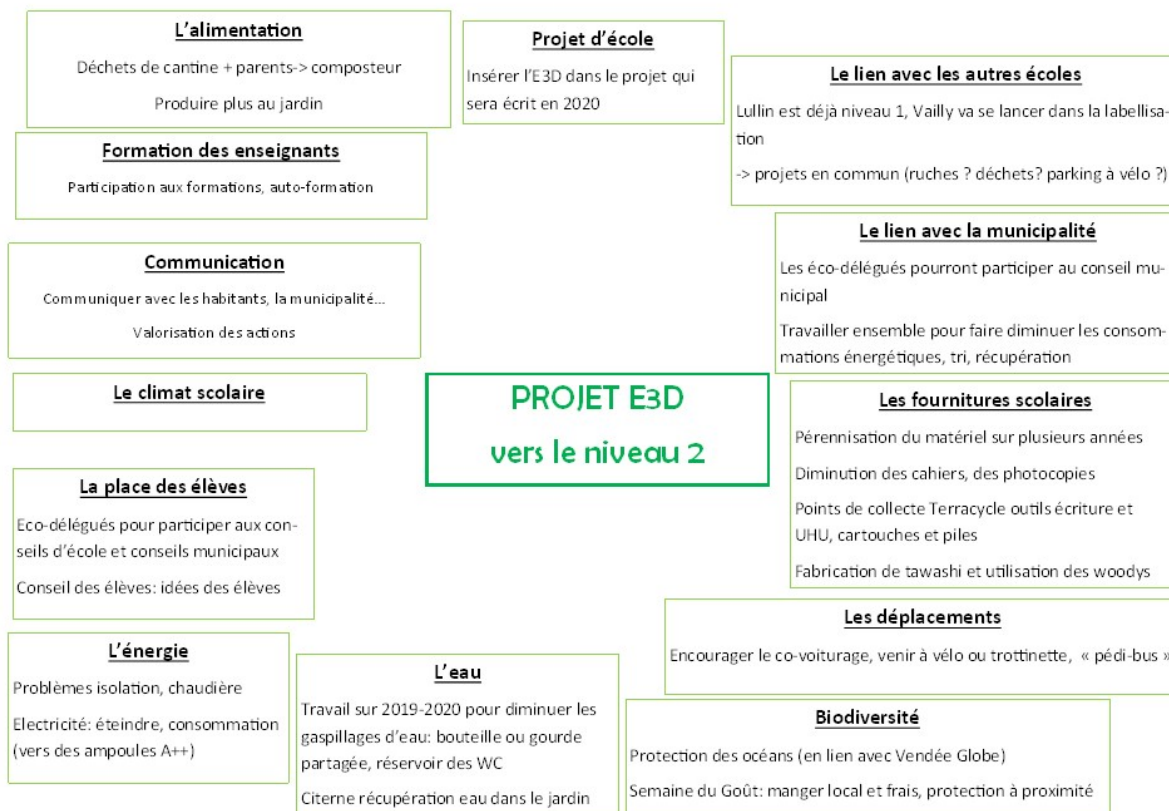 L'alimentation
Déchets de cantine + parents-> composteur
Produire plus au jardin
Projet d'école
Insérer l'E3D dans le projet qui
sera écrit en 2020
Le lien avec les autres écoles
Lullin est déjà niveau 1, Vailly va se lancer dans la labellisa-
tion
-> projets en commun (ruches ? déchets? parking à vélo ?)
Formation des enseignants
Participation aux formations, auto-formation
Le lien avec la municipalité
Les éco-délégués pourront participer au conseil mu-
nicipal
Travailler ensemble pour faire diminuer les consom-
mations énergétiques, tri, récupération
Communication
Communiquer avec les habitants, la municipalité...
Valorisation des actions
Le climat scolaire
PROJET E3D
vers le niveau 2
Les fournitures scolaires
Pérennisation du matériel sur plusieurs années
Diminution des cahiers, des photocopies
Points de collecte Terracycle outils écriture et
UHU, cartouches et piles
Fabrication de tawashi et utilisation des woodys
La place des élèves
Eco-délégués pour participer aux con-
seils d'école et conseils municipaux
Conseil des élèves: idées des élèves
Les déplacements
Encourager le co-voiturage, venir à vélo ou trottinette, « pédi-bus »
L'énergie
Problèmes isolation, chaudière
Electricité: éteindre, consommation
(vers des ampoules A++)
L'eau
Travail sur 2019-2020 pour diminuer les
gaspillages d'eau: bouteille ou gourde
partagée, réservoir des WC
Citerne récupération eau dans le jardin
Biodiversité
Protection des océans (en lien avec Vendée Globe)
Semaine du Goût: manger local et frais, protection à proximité